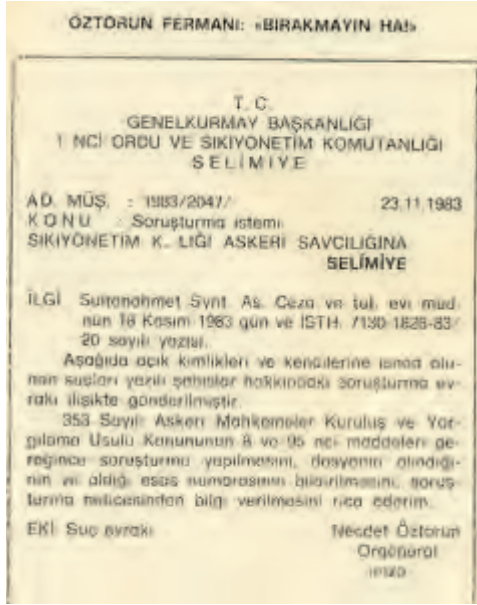 ÖZTORUN FERMANI: «BIRAKMAYIN HA!»
T. C.
GENELKURMAY BAŞKANLIĞI
1 NCİ ORDU VE SIKIYÖNETİM KOMUTANLIĞI
SELİMİYE
AD. MÜŞ. : 1983/2047/ 23.11.1983
KONU : Soruşturma istemi
SIKIYÖNETİM K. LIĞI ASKERİ SAVCILIĞINA
SELİMİYE
İLGİ Sultanahmet Synt. As. Ceza ve tut. evi müd-
nün 18 Kasım 1983 gün ve İSTH. 7130-1828-83/
20 sayılı yazısı.
Aşağıda açık kimlikleri ve kendilerine isnad olu-
nan suçları yazılı şahıslar hakkındaki soruşturma ev-
rakı ilişikte gönderilmiştir.
353 Sayılı Askeri Mahkemeler Kuruluş ve Yar-
gılama Usulü Kanununun 8 ve 95 nci maddeleri ge-
reğince soruşturma yapılmasını, dosyanın alındığı-
nın ve aldığı esas numarasının bildirilmesini, soruş-
turma neticesinden bilgi verilmesini rica ederim.
EKİ Suç evrakı Necdet Öztorun
Orgeneral
imza